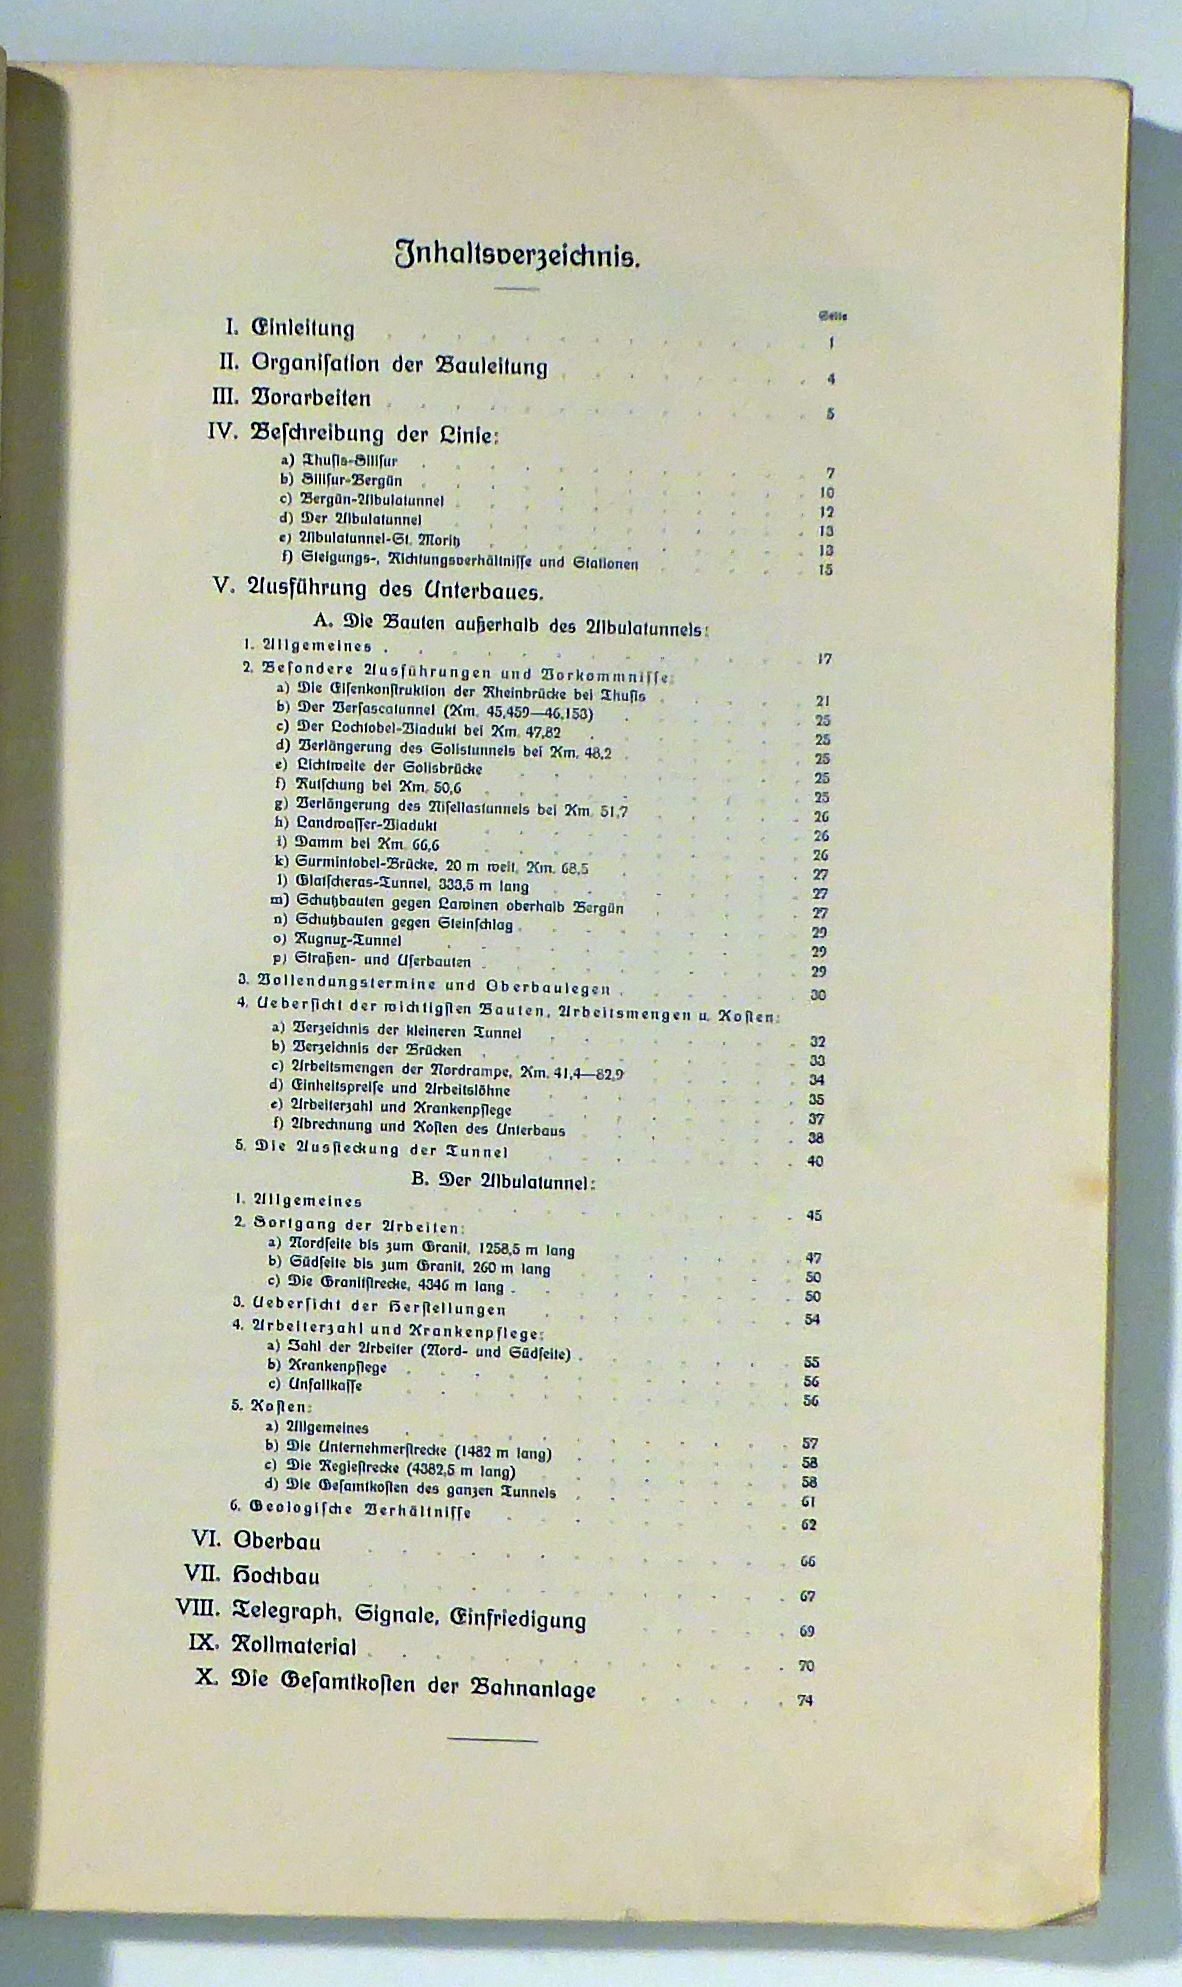 Inhaltsverzeichnis.
Seite
I. Einleitung 1
II. Organiſation der Bauleitung 4
III. Vorarbeiten 5
IV. Beſchreibung der Linie:
a) Thuſis-Sillſur 7
b) Sillſur-Bergün 10
c) Bergün-Albulatunnel 12
d) Der Albulatunnel 13
e) Albulatunnel-St. Moritz 13
f) Steigungs-, Richtungsverhältniſſe und Stationen 15
V. Ausführung des Unterbaues.
A. Die Bauten außerhalb des Albulatunnels:
1. Allgemeines 17
2. Beſondere Ausführungen und Vorkommniſſe:
a) Die Eiſenkonſtruktion der Rheinbrücke bei Thuſis 21
b) Der Verſascatunnel (Km. 45,459—46,153) 25
c) Der Lochtobel-Viadukt bei Km. 47,82 25
d) Verlängerung des Solistunnels bei Km. 48,2 25
e) Lichtweite der Solisbrücke 25
f) Rutſchung bei Km. 50,6 25
g) Verlängerung des Niſellastunnels bei Km. 51,7 26
h) Landwaſſer-Viadukt 26
i) Damm bei Km. 66,6 26
k) Surmintobel-Brücke, 20 m weit, Km. 68,5 27
l) Glatſcheras-Tunnel, 333,5 m lang 27
m) Schutzbauten gegen Lawinen oberhalb Bergün 27
n) Schutzbauten gegen Steinſchlag 29
o) Rugnux-Tunnel 29
p) Straßen- und Uferbauten 29
3. Vollendungstermine und Oberbaulegen 30
4. Ueberſicht der wichtigſten Bauten, Arbeitsmengen u. Koſten:
a) Verzeichnis der kleineren Tunnel 32
b) Verzeichnis der Brücken 33
c) Arbeitsmengen der Nordrampe, Km. 41,4—82,9 34
d) Einheitspreiſe und Arbeitslöhne 35
e) Arbeiterzahl und Krankenpflege 37
f) Abrechnung und Koſten des Unterbaus 38
5. Die Ausſteckung der Tunnel 40
B. Der Albulatunnel:
1. Allgemeines 45
2. Fortgang der Arbeiten:
a) Nordſeite bis zum Granit, 1258,5 m lang 47
b) Südſeite bis zum Granit, 260 m lang 50
c) Die Granitſtrecke, 4346 m lang 50
3. Ueberſicht der Herſtellungen 54
4. Arbeiterzahl und Krankenpflege:
a) Zahl der Arbeiter (Nord- und Südſeite) 55
b) Krankenpflege 56
c) Unfallkaſſe 56
5. Koſten:
a) Allgemeines 57
b) Die Unternehmerſtrecke (1482 m lang) 58
c) Die Regieſtrecke (4382,5 m lang) 58
d) Die Geſamtkoſten des ganzen Tunnels 61
6. Geologiſche Verhältniſſe 62
VI. Oberbau 66
VII. Hochbau 67
VIII. Telegraph, Signale, Einfriedigung 69
IX. Rollmaterial 70
X. Die Geſamtkoſten der Bahnanlage 74